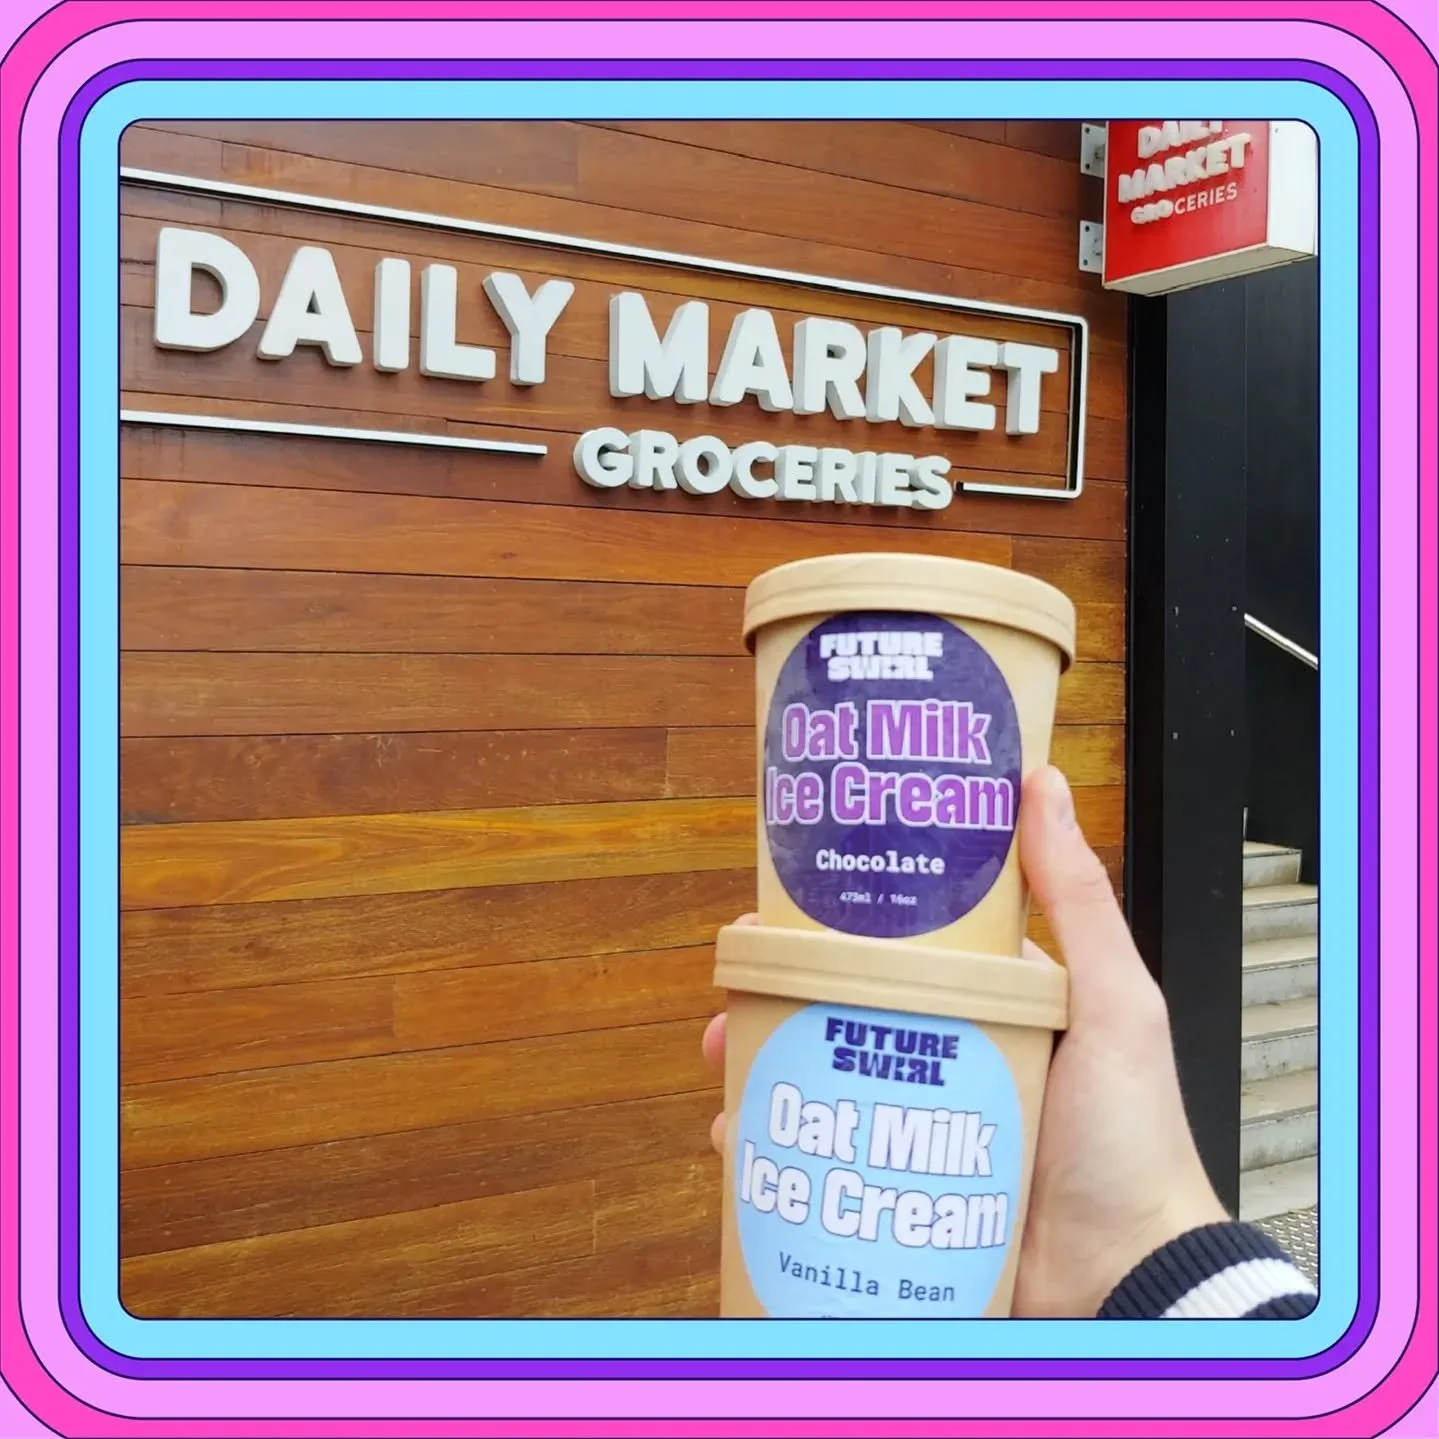 DAILY MARKET
GROCERIES
DAILY
MARKET
GROCERIES
FUTURE
SWIRL
Oat Milk
Ice Cream
Chocolate
473ml / 16oz
FUTURE
SWIRL
Oat Milk
Ice Cream
Vanilla Bean